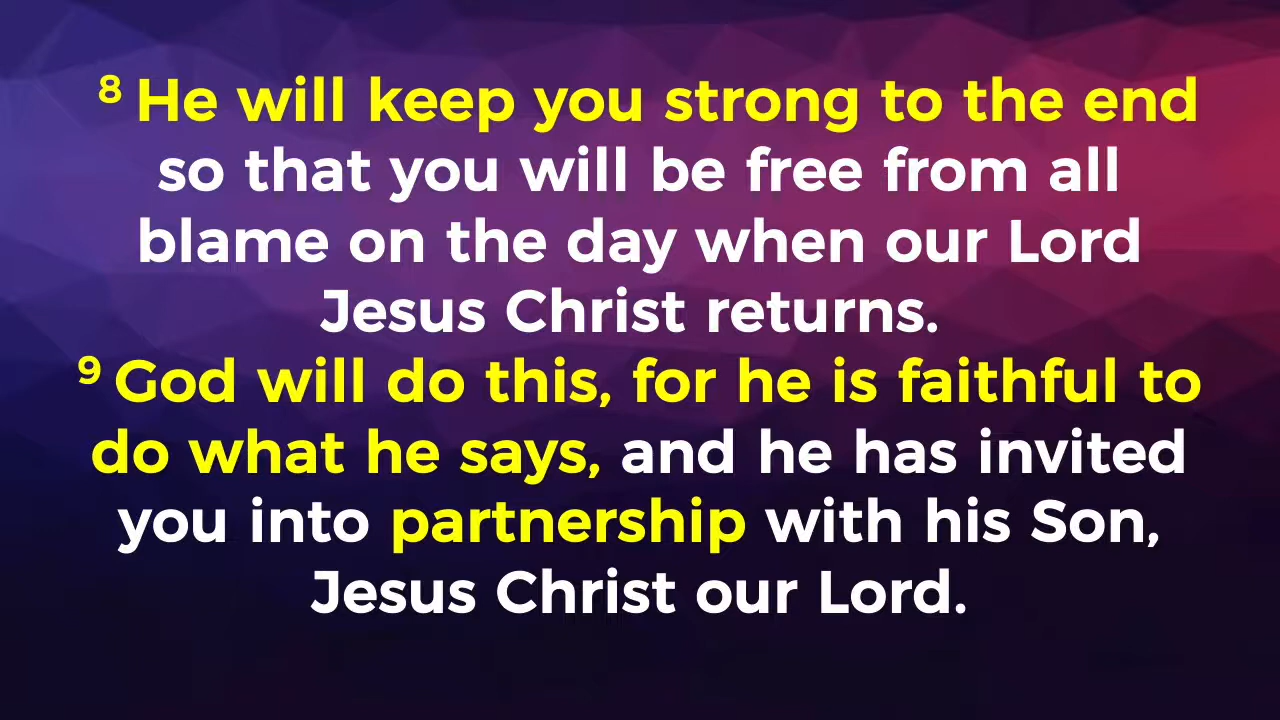 8 He will keep you strong to the end
so that you will be free from all
blame on the day when our Lord
Jesus Christ returns.
9 God will do this, for he is faithful to
do what he says, and he has invited
you into partnership with his Son,
Jesus Christ our Lord.